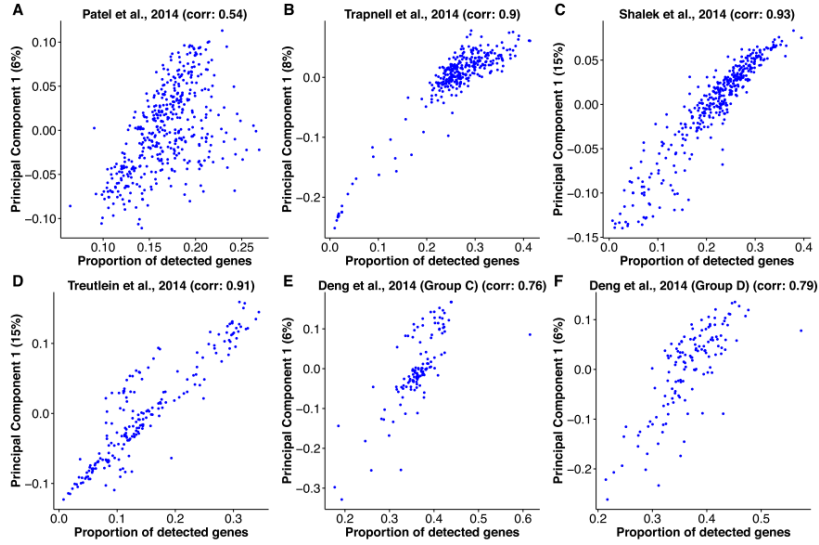 A
Patel et al., 2014 (corr: 0.54)
Principal Component 1 (6%)
0.10
0.05
0.00
−0.05
−0.10
0.10 0.15 0.20 0.25
Proportion of detected genes
B
Trapnell et al., 2014 (corr: 0.9)
Principal Component 1 (8%)
0.0
−0.1
−0.2
0.0 0.1 0.2 0.3 0.4
Proportion of detected genes
C
Shalek et al., 2014 (corr: 0.93)
Principal Component 1 (15%)
0.05
0.00
−0.05
−0.10
−0.15
0.0 0.1 0.2 0.3 0.4
Proportion of detected genes
D
Treutlein et al., 2014 (corr: 0.91)
Principal Component 1 (15%)
0.1
0.0
−0.1
0.0 0.1 0.2 0.3
Proportion of detected genes
E
Deng et al., 2014 (Group C) (corr: 0.76)
Principal Component 1 (6%)
0.1
0.0
−0.1
−0.2
−0.3
0.2 0.3 0.4 0.5 0.6
Proportion of detected genes
F
Deng et al., 2014 (Group D) (corr: 0.79)
Principal Component 1 (6%)
0.1
0.0
−0.1
−0.2
0.2 0.3 0.4 0.5
Proportion of detected genes